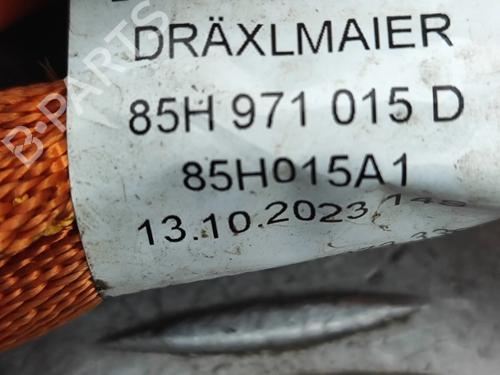 DRÄXLMAIER
85H 971 015 D
85H015A1
13.10.2023
B-PARTS